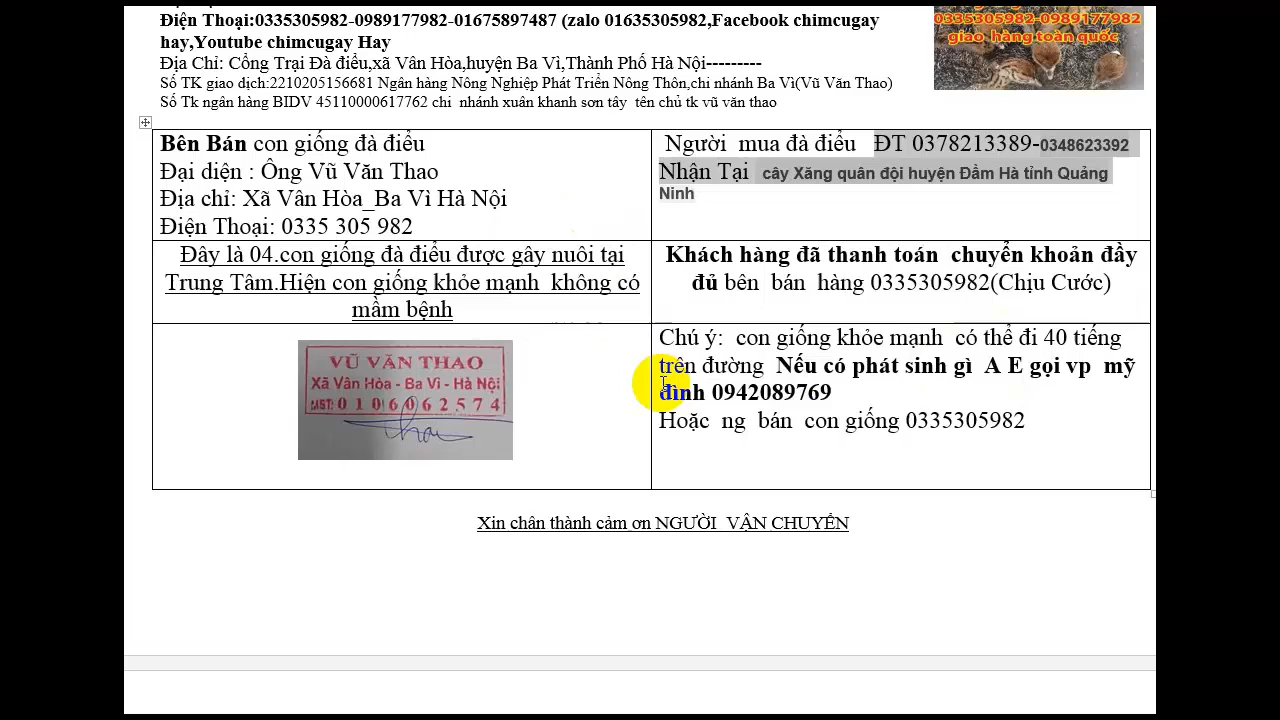 Điện Thoại:0335305982-0989177982-01675897487 (zalo 01635305982,Facebook chimcugay
hay,Youtube chimcugay Hay
Địa Chỉ: Cổng Trại Đà điểu,xã Vân Hòa,huyện Ba Vì,Thành Phố Hà Nội---------
Số TK giao dịch:2210205156681 Ngân hàng Nông Nghiệp Phát Triển Nông Thôn,chi nhánh Ba Vì(Vũ Văn Thao)
Số Tk ngân hàng BIDV 45110000617762 chi nhánh xuân khanh sơn tây tên chủ tk vũ văn thao
0335305982-0989177982
giao hàng toàn quốc
Bên Bán con giống đà điểu
Đại diện : Ông Vũ Văn Thao
Địa chỉ: Xã Vân Hòa_Ba Vì Hà Nội
Điện Thoại: 0335 305 982
Người mua đà điểu ĐT 0378213389-0348623392
Nhận Tại cây Xăng quân đội huyện Đầm Hà tỉnh Quảng
Ninh
Đây là 04.con giống đà điểu được gây nuôi tại
Trung Tâm.Hiện con giống khỏe mạnh không có
mầm bệnh
Khách hàng đã thanh toán chuyển khoản đầy
đủ bên bán hàng 0335305982(Chịu Cước)
VŨ VĂN THAO
Xã Vân Hòa - Ba Vì - Hà Nội
MST: 0 1 0 6 0 6 2 5 7 4
Chú ý: con giống khỏe mạnh có thể đi 40 tiếng
trên đường Nếu có phát sinh gì A E gọi vp mỹ
đình 0942089769
Hoặc ng bán con giống 0335305982
Xin chân thành cảm ơn NGƯỜI VẬN CHUYỂN